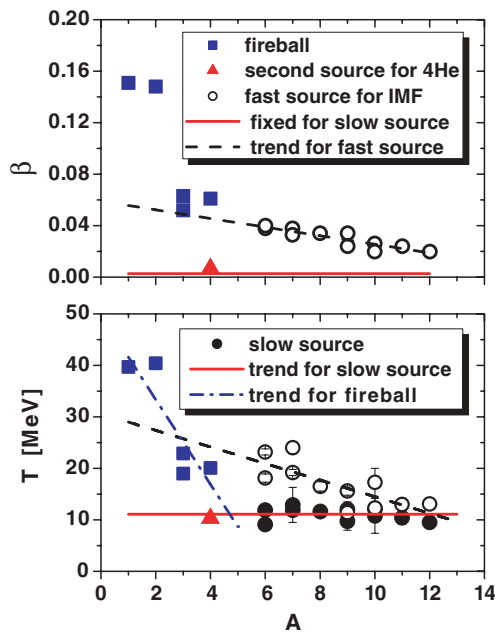 0.16
0.12
0.08
0.04
0.00
β
fireball
second source for 4He
fast source for IMF
fixed for slow source
trend for fast source
50
40
30
20
10
0
T [MeV]
slow source
trend for slow source
trend for fireball
0 2 4 6 8 10 12 14
A